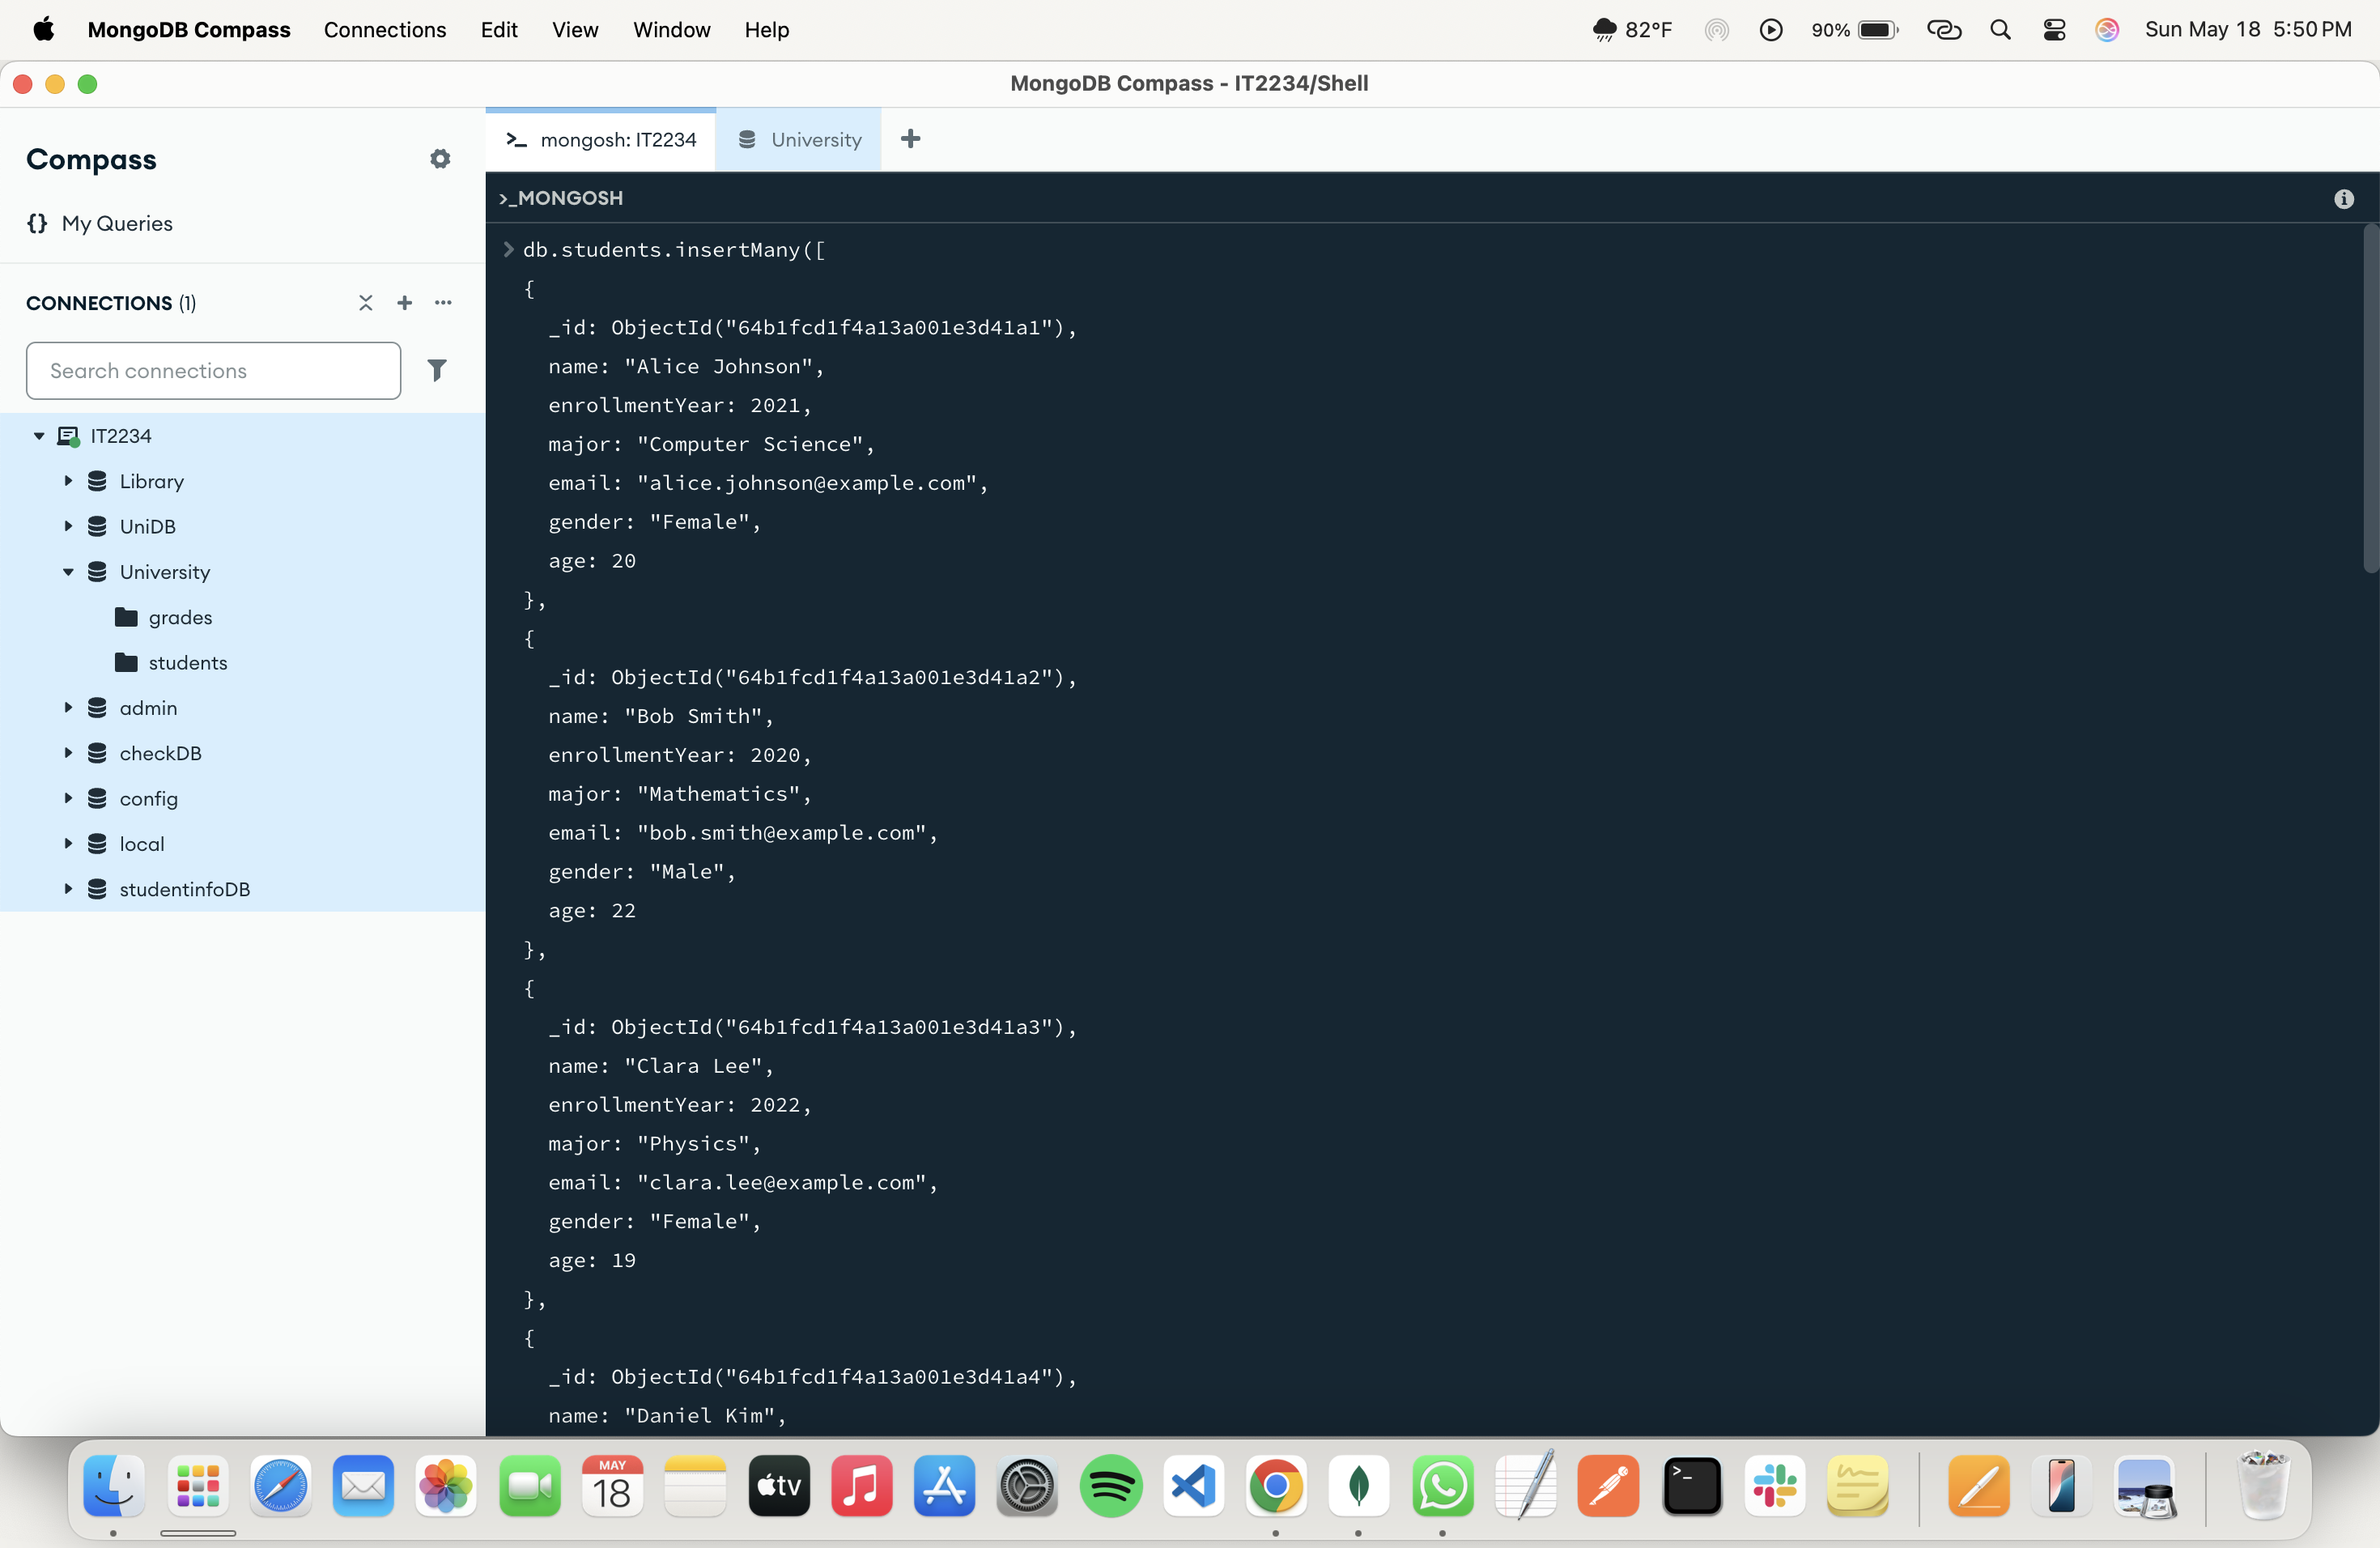 MongoDB Compass Connections Edit View Window Help 82°F 90% Sun May 18 5:50 PM
MongoDB Compass - IT2234/Shell
Compass
My Queries
CONNECTIONS (1)
Search connections
IT2234
Library
UniDB
University
grades
students
admin
checkDB
config
local
studentinfoDB
>_ mongosh: IT2234 University
>_MONGOSH
db.students.insertMany([
{
_id: ObjectId("64b1fcd1f4a13a001e3d41a1"),
name: "Alice Johnson",
enrollmentYear: 2021,
major: "Computer Science",
email: "alice.johnson@example.com",
gender: "Female",
age: 20
},
{
_id: ObjectId("64b1fcd1f4a13a001e3d41a2"),
name: "Bob Smith",
enrollmentYear: 2020,
major: "Mathematics",
email: "bob.smith@example.com",
gender: "Male",
age: 22
},
{
_id: ObjectId("64b1fcd1f4a13a001e3d41a3"),
name: "Clara Lee",
enrollmentYear: 2022,
major: "Physics",
email: "clara.lee@example.com",
gender: "Female",
age: 19
},
{
_id: ObjectId("64b1fcd1f4a13a001e3d41a4"),
name: "Daniel Kim",
MAY
18
tv